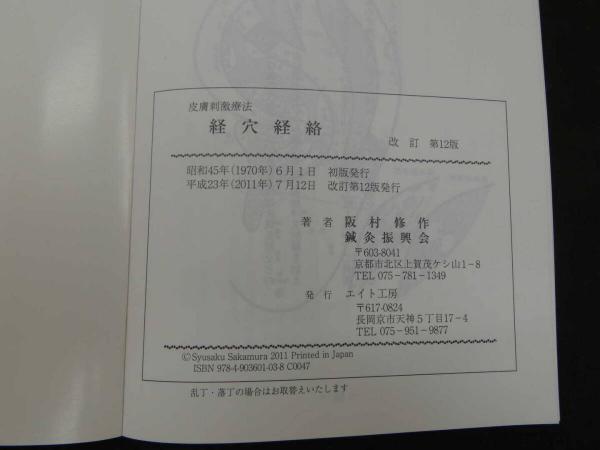 皮膚刺激療法
経穴経絡
改訂 第12版
昭和45年(1970年)6月1日 初版発行
平成23年(2011年)7月12日 改訂第12版発行
著者 阪村修作
鍼灸振興会
〒603-8041
京都市北区上賀茂ケシ山1-8
TEL 075-781-1349
発行 エイト工房
〒617-0824
長岡京市天神5丁目17-4
TEL 075-951-9877
©Syusaku Sakamura 2011 Printed in Japan
ISBN 978-4-903601-03-8 C0047
乱丁・落丁の場合はお取替えいたします